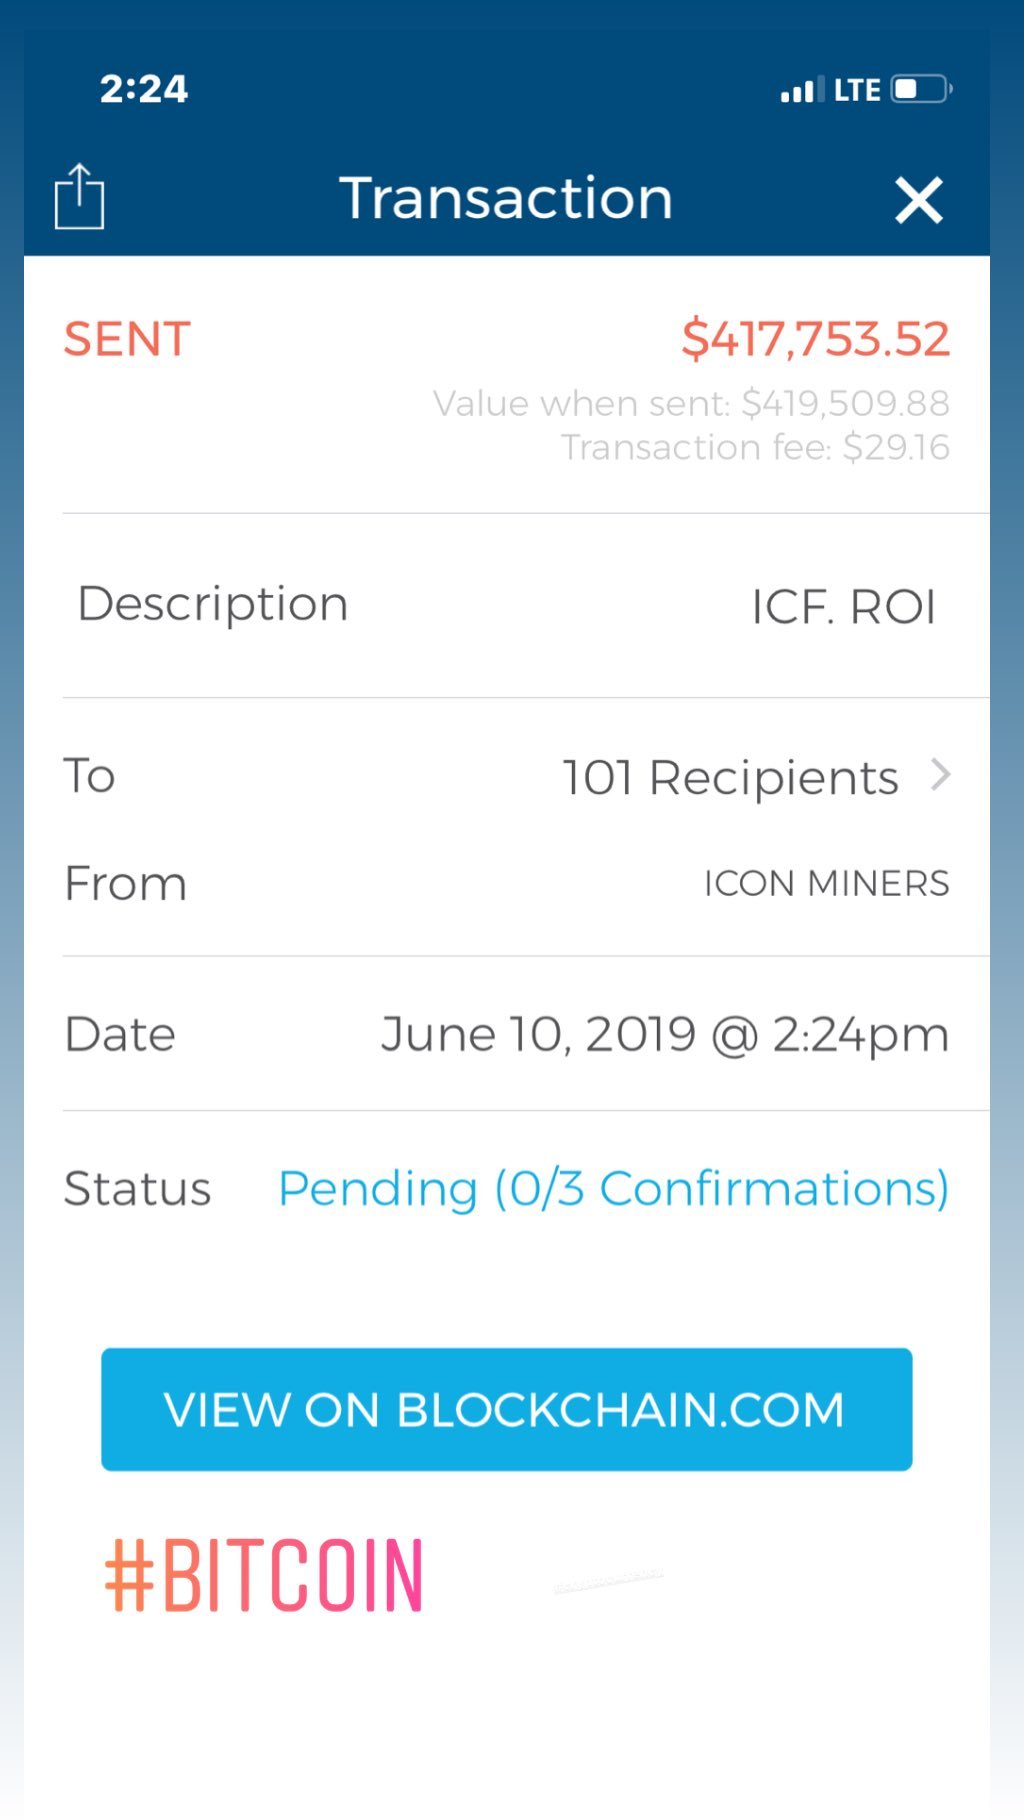 2:24 LTE
Transaction
SENT $417,753.52
Value when sent: $419,509.88
Transaction fee: $29.16
Description ICF. ROI
To 101 Recipients
From ICON MINERS
Date June 10, 2019 @ 2:24pm
Status Pending (0/3 Confirmations)
VIEW ON BLOCKCHAIN.COM
#BITCOIN